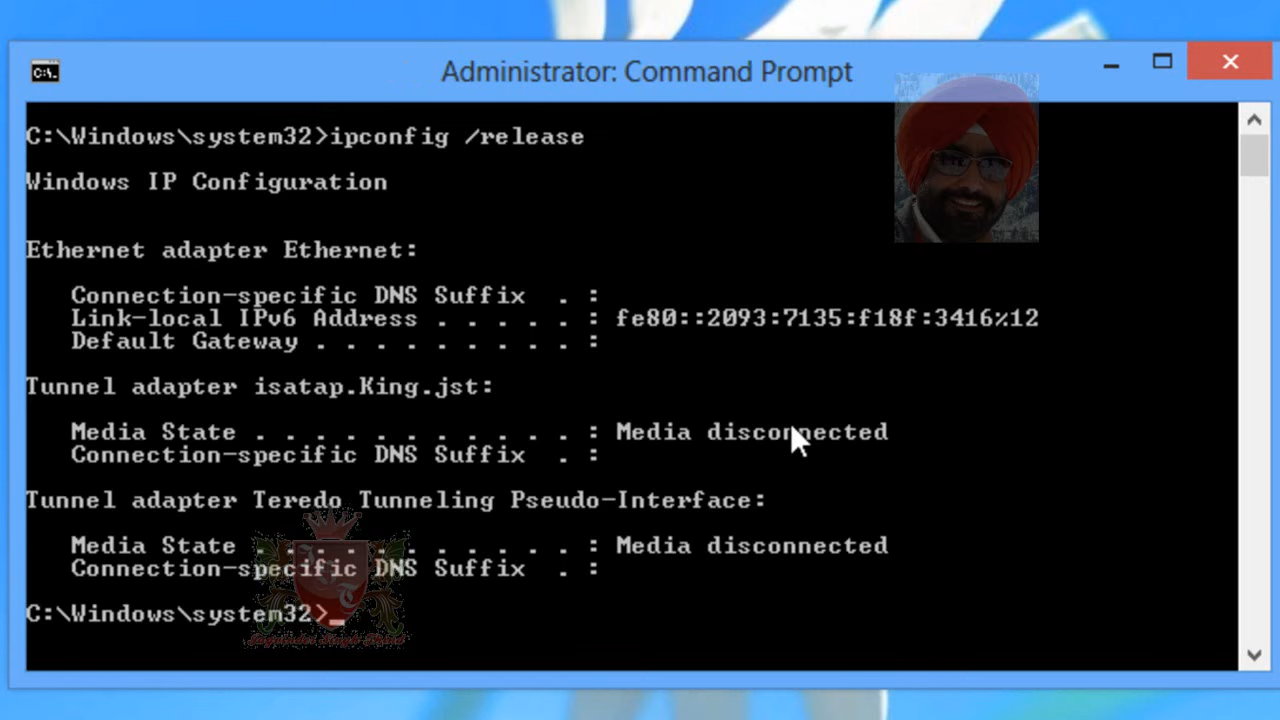 Administrator: Command Prompt
C:\Windows\system32>ipconfig /release
Windows IP Configuration
Ethernet adapter Ethernet:
Connection-specific DNS Suffix . :
Link-local IPv6 Address . . . . . : fe80::2093:7135:f18f:3416%12
Default Gateway . . . . . . . . . :
Tunnel adapter isatap.King.jst:
Media State . . . . . . . . . . . : Media disconnected
Connection-specific DNS Suffix . :
Tunnel adapter Teredo Tunneling Pseudo-Interface:
Media State . . . . . . . . . . . : Media disconnected
Connection-specific DNS Suffix . :
C:\Windows\system32>_